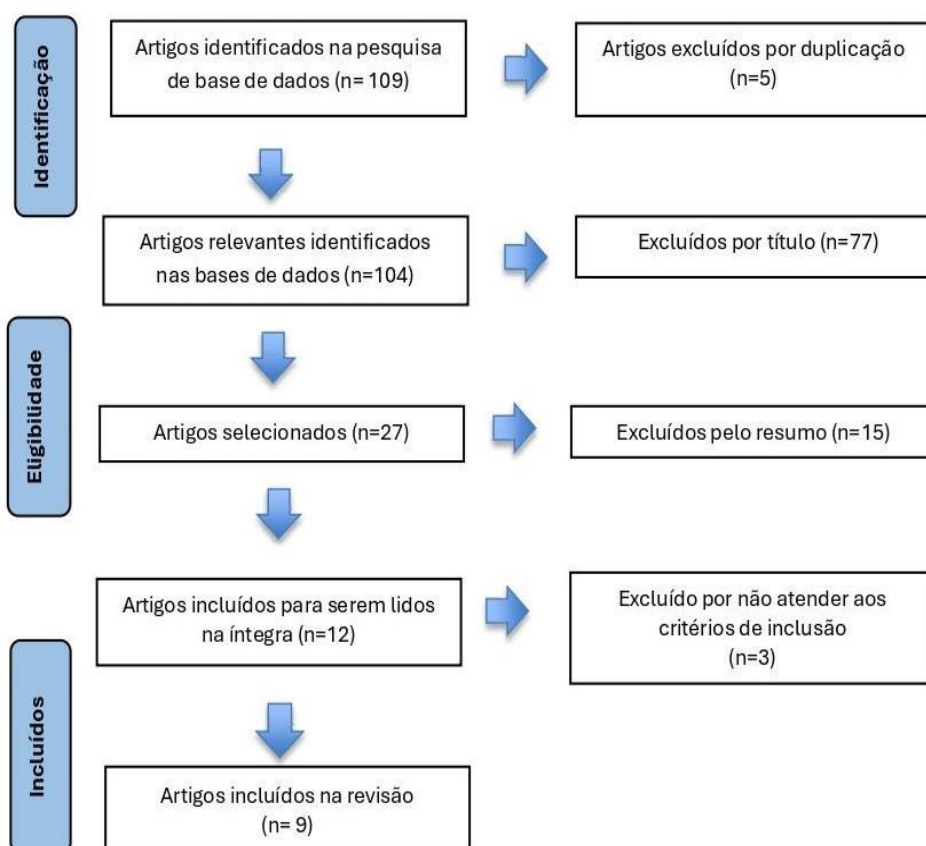 Identificação
Artigos identificados na pesquisa
de base de dados (n= 109)
Artigos excluídos por duplicação
(n=5)
Artigos relevantes identificados
nas bases de dados (n=104)
Excluídos por título (n=77)
Eligibilidade
Artigos selecionados (n=27)
Excluídos pelo resumo (n=15)
Artigos incluídos para serem lidos
na íntegra (n=12)
Excluído por não atender aos
critérios de inclusão
(n=3)
Incluídos
Artigos incluídos na revisão
(n= 9)